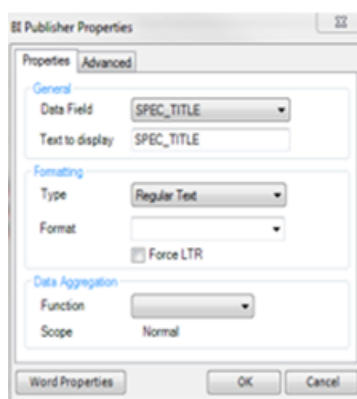 BI Publisher Properties
Properties Advanced
General
Data Field SPEC_TITLE
Text to display SPEC_TITLE
Formatting
Type Regular Text
Format
Force LTR
Data Aggregation
Function
Scope Normal
Word Properties OK Cancel